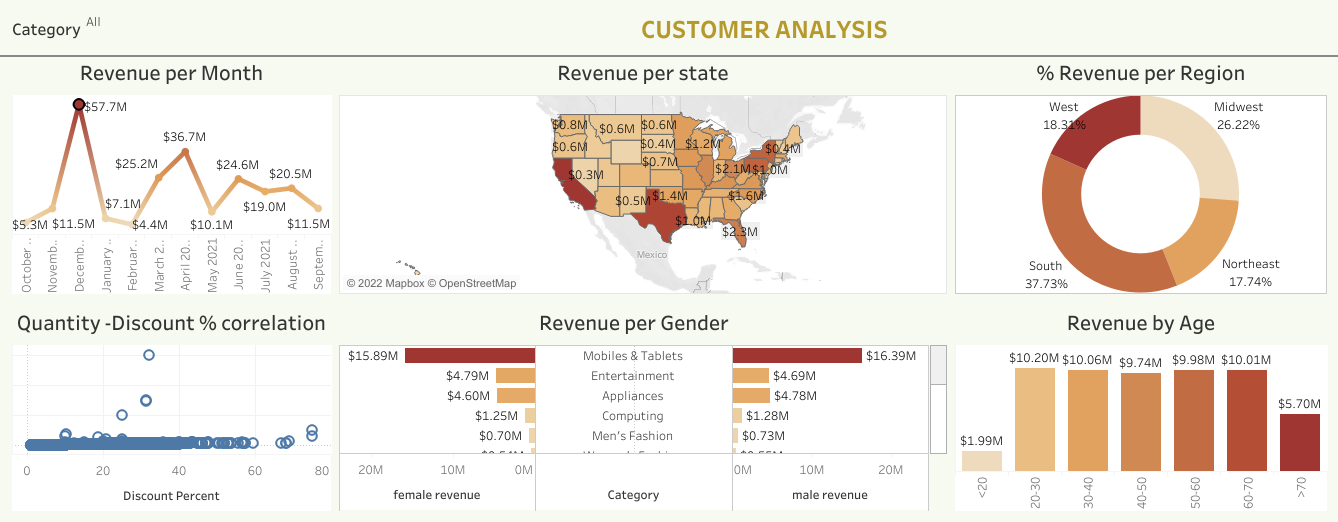 Category All
CUSTOMER ANALYSIS
Revenue per Month
$57.7M
$36.7M
$25.2M
$24.6M
$20.5M
$7.1M
$19.0M
$5.3M
$11.5M
$4.4M
$10.1M
$11.5M
October ..
Novemb..
Decemb..
January ..
Februar..
March 2..
April 20..
May 2021
June 20..
July 2021
August ..
Septem..
Revenue per state
$0.8M
$0.6M
$0.6M
$0.6M
$0.4M
$1.2M
$0.4M
$0.7M
$0.3M
$2.1M
$1.0M
$0.5M
$1.4M
$1.6M
$1.0M
$2.3M
Mexico
© 2022 Mapbox © OpenStreetMap
% Revenue per Region
West
18.31%
Midwest
26.22%
South
37.73%
Northeast
17.74%
Quantity -Discount % correlation
0
20
40
60
80
Discount Percent
Revenue per Gender
$15.89M Mobiles & Tablets $16.39M
$4.79M Entertainment $4.69M
$4.60M Appliances $4.78M
$1.25M Computing $1.28M
$0.70M Men's Fashion $0.73M
20M 10M 0M 0M 10M 20M
female revenue Category male revenue
Revenue by Age
$1.99M
$10.20M
$10.06M
$9.74M
$9.98M
$10.01M
$5.70M
<20
20-30
30-40
40-50
50-60
60-70
>70